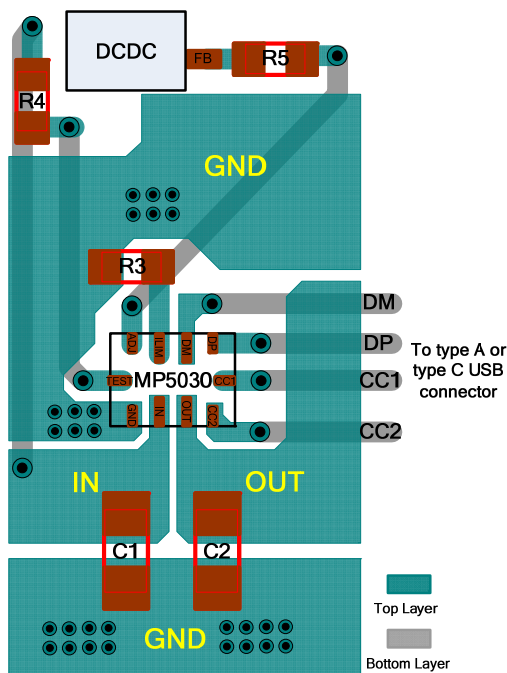 DCDC
FB
R5
R4
GND
R3
DM
ADJ
ILIM
DM
DP
DP
To type A or
type C USB
connector
TEST
MP5030
CC1
CC1
GND
IN
OUT
CC2
CC2
IN
OUT
C1
C2
Top Layer
GND
Bottom Layer